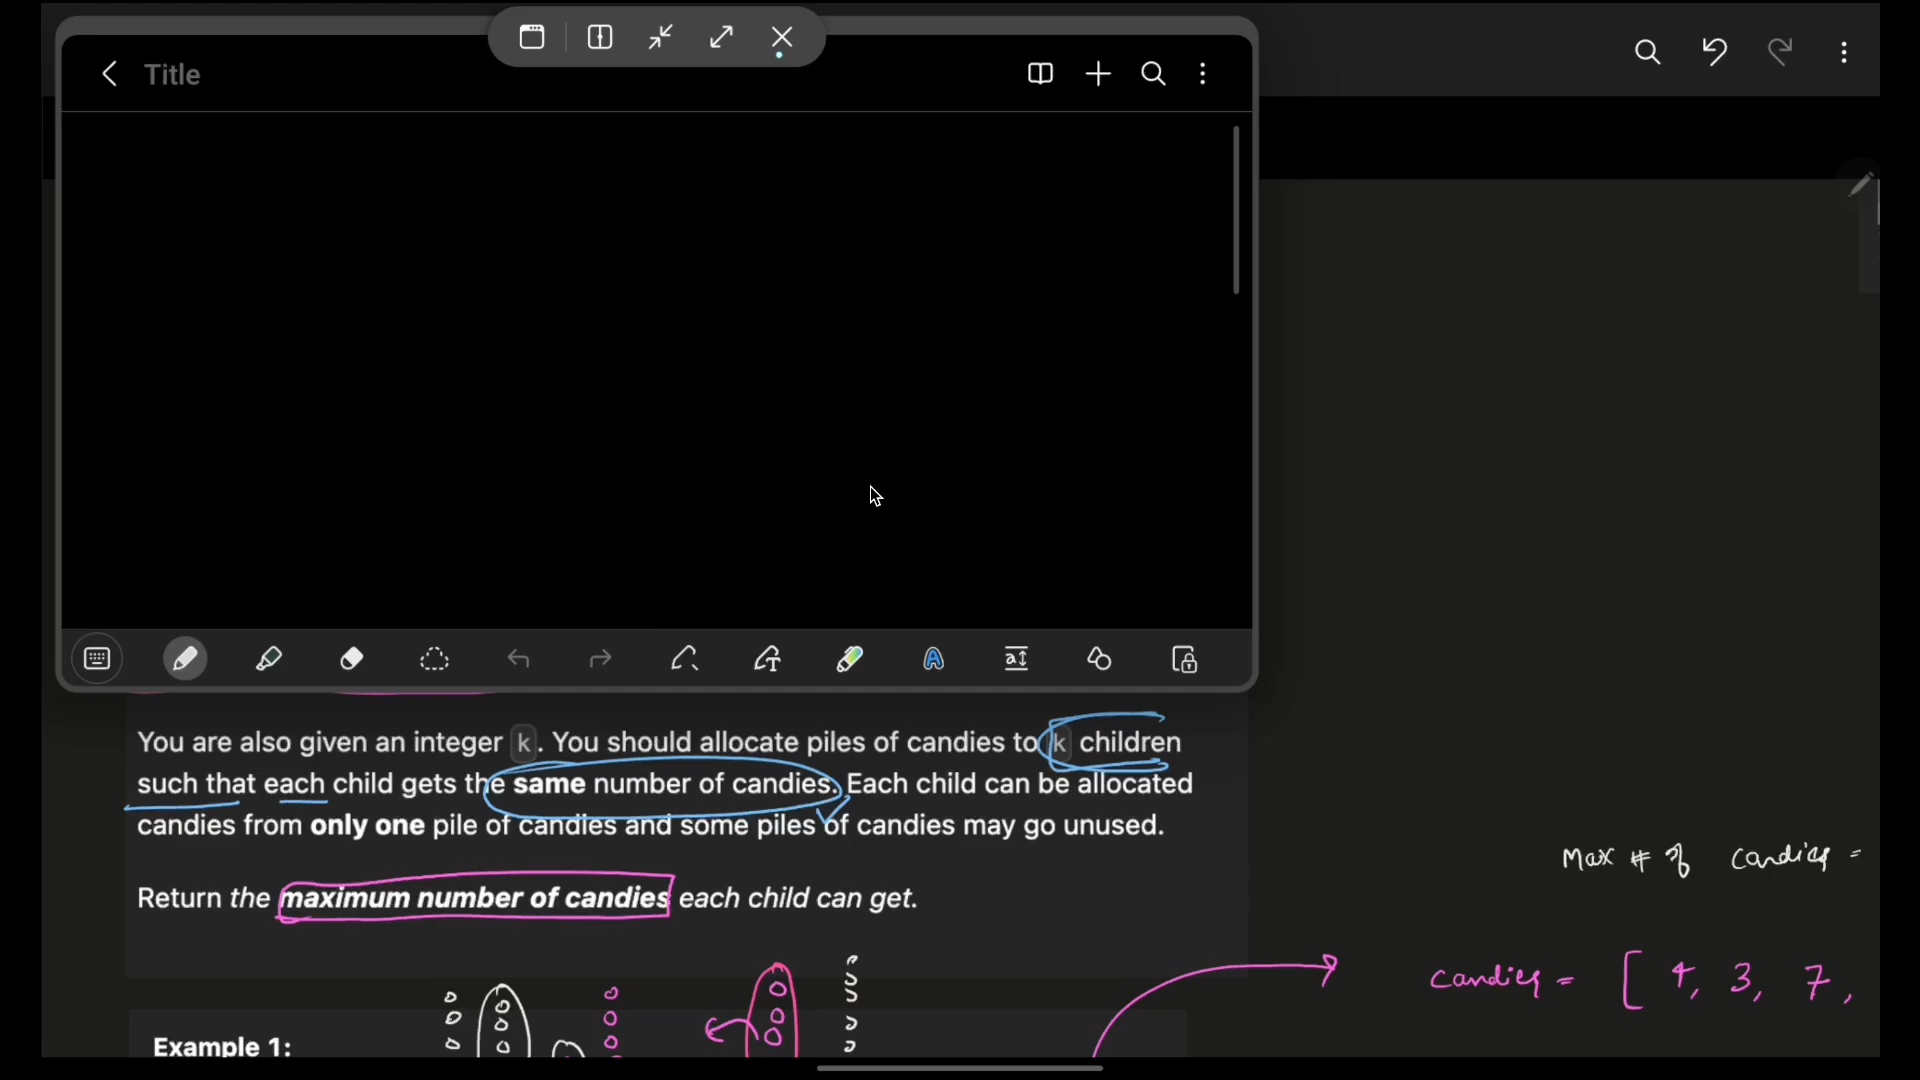 Title
You are also given an integer k. You should allocate piles of candies to k children
such that each child gets the same number of candies. Each child can be allocated
candies from only one pile of candies and some piles of candies may go unused.
Max # of Candies =
Return the maximum number of candies each child can get.
Candies = [ 4, 3, 7,
Example 1: